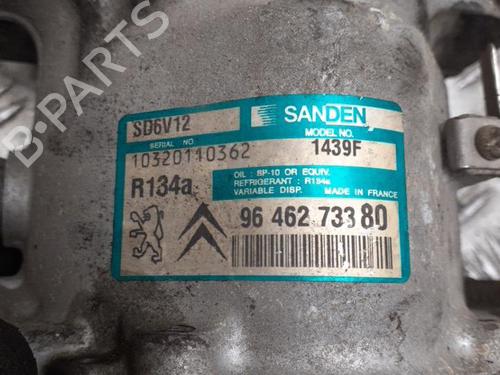 B-PARTS
SD6V12
SANDEN
SERIAL NO.
MODEL NO.
10320110362
1439F
R134a
OIL : SP-10 OR EQUIV.
REFRIGERANT : R134a
VARIABLE DISP. MADE IN FRANCE
96 462 733 80